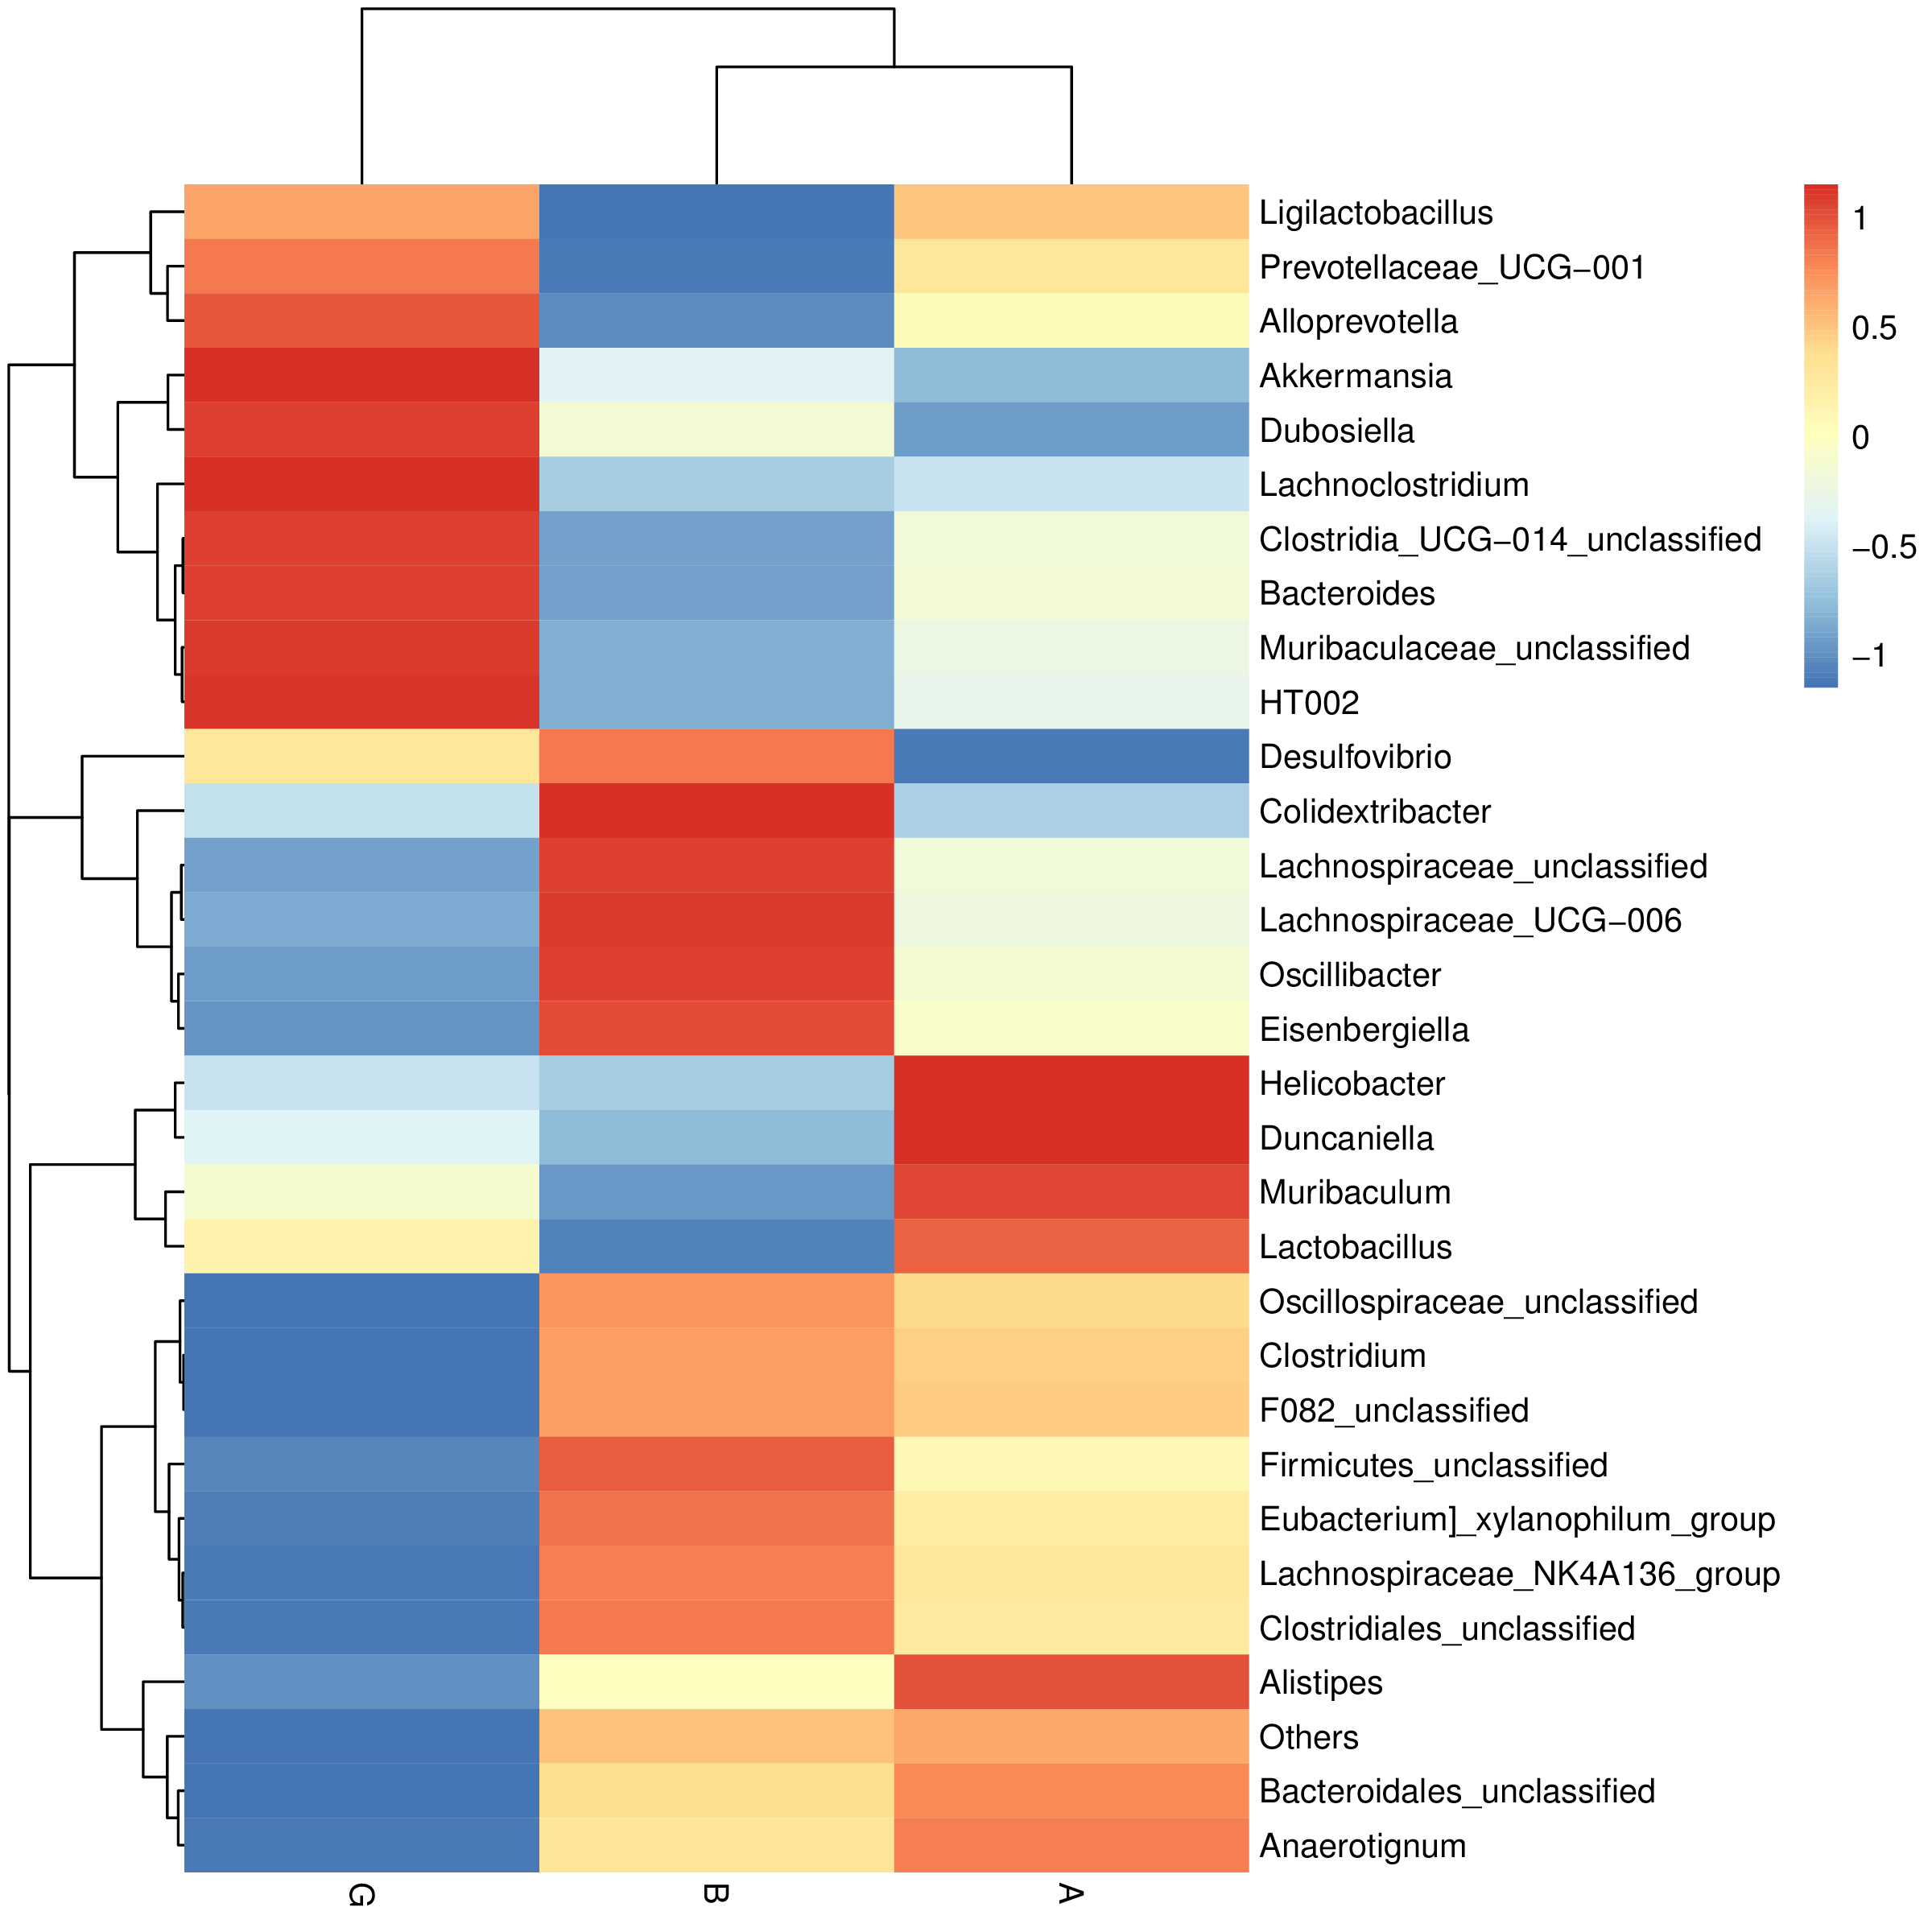 Ligilactobacillus
Prevotellaceae_UCG−001
Alloprevotella
Akkermansia
Dubosiella
Lachnoclostridium
Clostridia_UCG−014_unclassified
Bacteroides
Muribaculaceae_unclassified
HT002
Desulfovibrio
Colidextribacter
Lachnospiraceae_unclassified
Lachnospiraceae_UCG−006
Oscillibacter
Eisenbergiella
Helicobacter
Duncaniella
Muribaculum
Lactobacillus
Oscillospiraceae_unclassified
Clostridium
F082_unclassified
Firmicutes_unclassified
Eubacterium]_xylanophilum_group
Lachnospiraceae_NK4A136_group
Clostridiales_unclassified
Alistipes
Others
Bacteroidales_unclassified
Anaerotignum
G
B
A
1
0.5
0
−0.5
−1